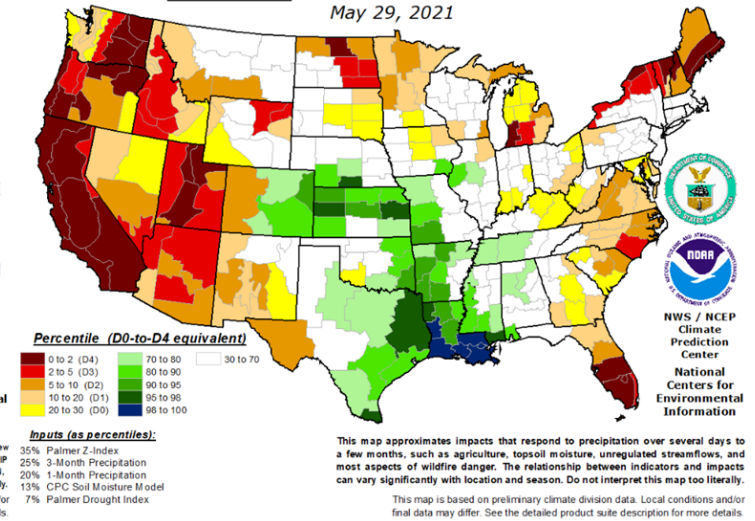 May 29, 2021
DEPARTMENT OF COMMERCE
UNITED STATES OF AMERICA
NOAA
NWS / NCEP
Climate
Prediction
Center
National
Centers for
Environmental
Information
Percentile (D0-to-D4 equivalent)
0 to 2 (D4)
2 to 5 (D3)
5 to 10 (D2)
10 to 20 (D1)
20 to 30 (D0)
70 to 80
80 to 90
90 to 95
95 to 98
98 to 100
30 to 70
Inputs (as percentiles):
35% Palmer Z-Index
25% 3-Month Precipitation
20% 1-Month Precipitation
13% CPC Soil Moisture Model
7% Palmer Drought Index
This map approximates impacts that respond to precipitation over several days to
a few months, such as agriculture, topsoil moisture, unregulated streamflows, and
most aspects of wildfire danger. The relationship between indicators and impacts
can vary significantly with location and season. Do not interpret this map too literally.
This map is based on preliminary climate division data. Local conditions and/or
final data may differ. See the detailed product suite description for more details.